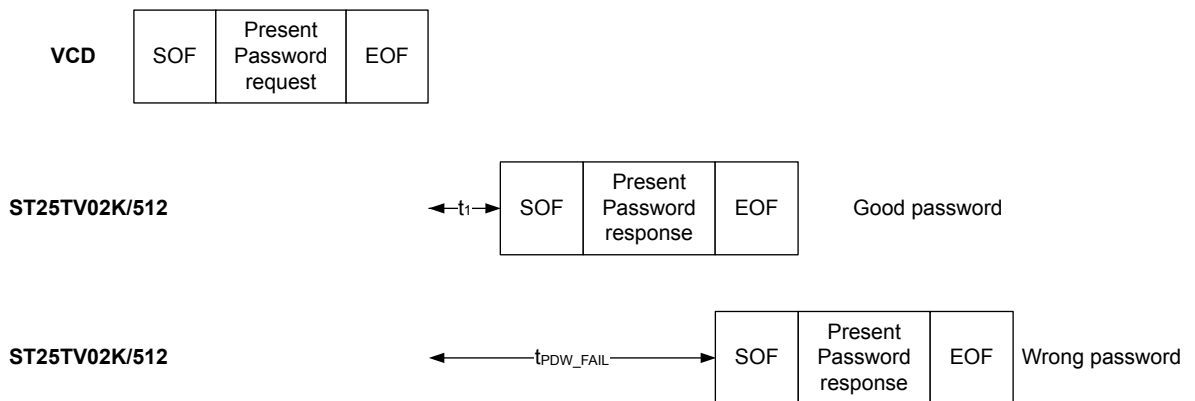 VCD
SOF
Present
Password
request
EOF
ST25TV02K/512
t1
SOF
Present
Password
response
EOF
Good password
ST25TV02K/512
tPDW_FAIL
SOF
Present
Password
response
EOF
Wrong password